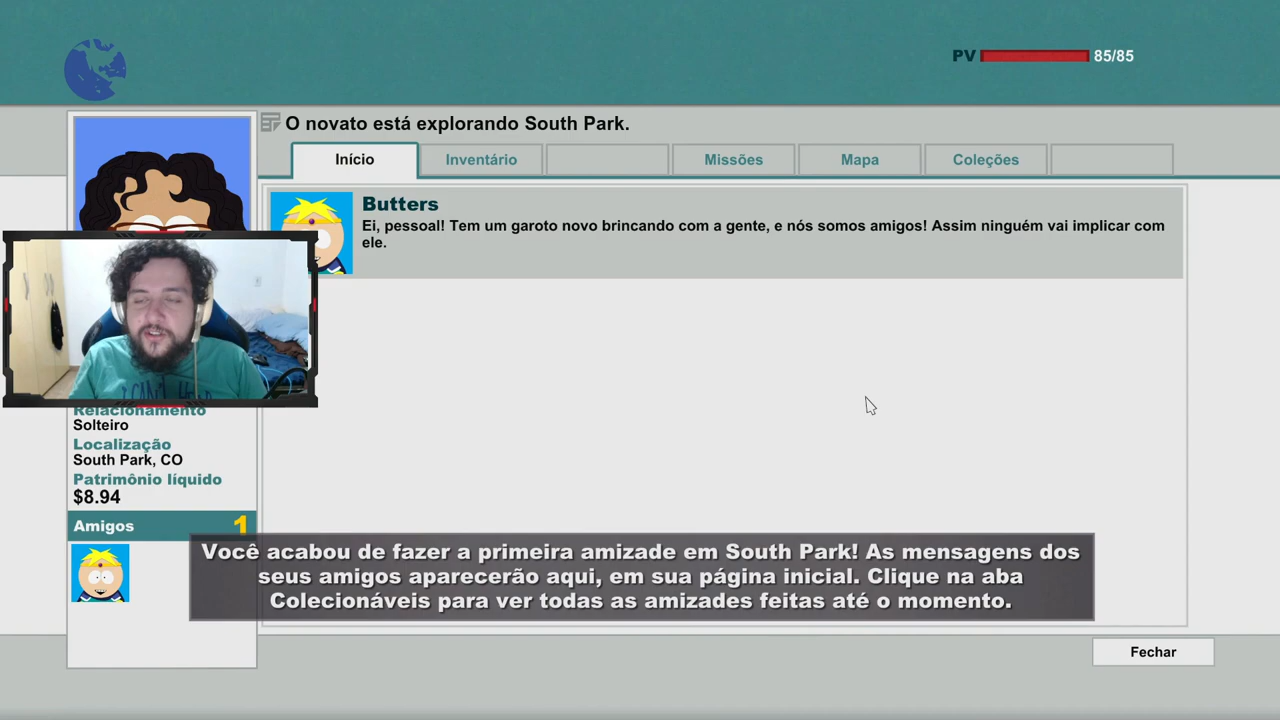 PV 85/85
O novato está explorando South Park.
Início
Inventário
Missões
Mapa
Coleções
Butters
Ei, pessoal! Tem um garoto novo brincando com a gente, e nós somos amigos! Assim ninguém vai implicar com
ele.
Relacionamento
Solteiro
Localização
South Park, CO
Patrimônio líquido
$8.94
Amigos 1
Você acabou de fazer a primeira amizade em South Park! As mensagens dos
seus amigos aparecerão aqui, em sua página inicial. Clique na aba
Colecionáveis para ver todas as amizades feitas até o momento.
Fechar